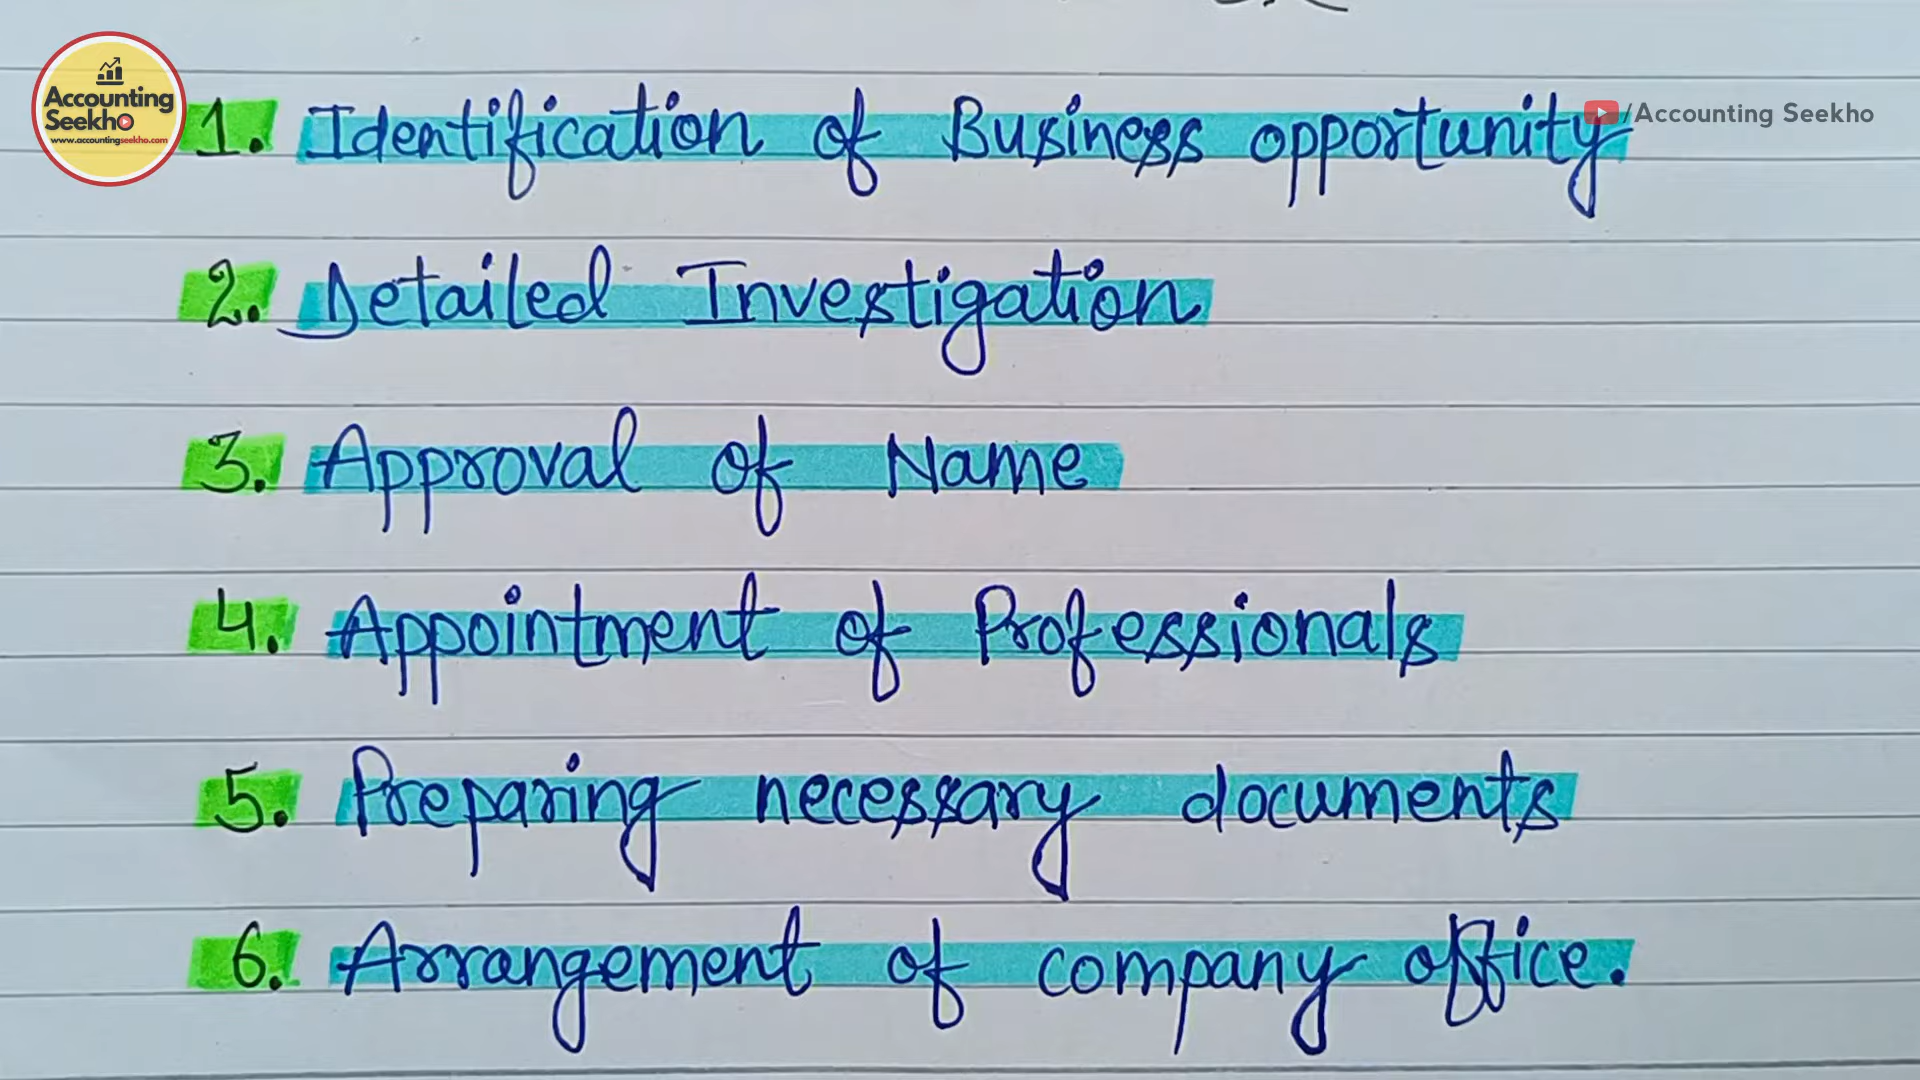 Accounting
Seekho
www.accountingseekho.com
1. Identification of Business opportunity
/Accounting Seekho
2. Detailed Investigation
3. Approval of Name
4. Appointment of Professionals
5. Preparing necessary documents
6. Arrangement of company office.